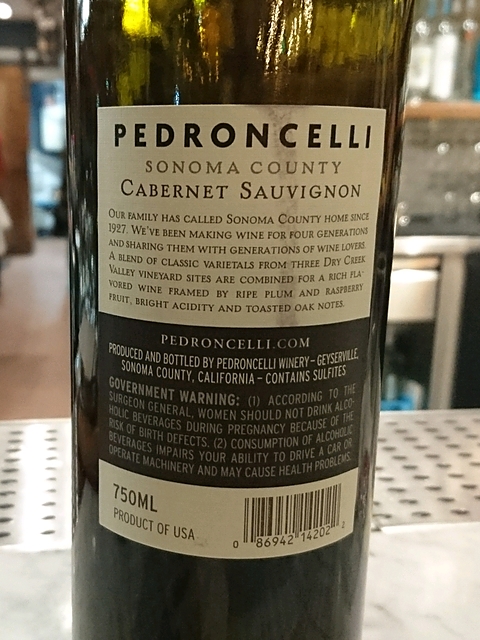 PEDRONCELLI
SONOMA COUNTY
CABERNET SAUVIGNON
OUR FAMILY HAS CALLED SONOMA COUNTY HOME SINCE
1927. WE'VE BEEN MAKING WINE FOR FOUR GENERATIONS
AND SHARING THEM WITH GENERATIONS OF WINE LOVERS.
A BLEND OF CLASSIC VARIETALS FROM THREE DRY CREEK
VALLEY VINEYARD SITES ARE COMBINED FOR A RICH FLA-
VORED WINE FRAMED BY RIPE PLUM AND RASPBERRY
FRUIT, BRIGHT ACIDITY AND TOASTED OAK NOTES.
PEDRONCELLI.COM
PRODUCED AND BOTTLED BY PEDRONCELLI WINERY – GEYSERVILLE,
SONOMA COUNTY, CALIFORNIA – CONTAINS SULFITES
GOVERNMENT WARNING: (1) ACCORDING TO THE
SURGEON GENERAL, WOMEN SHOULD NOT DRINK ALCO-
HOLIC BEVERAGES DURING PREGNANCY BECAUSE OF THE
RISK OF BIRTH DEFECTS. (2) CONSUMPTION OF ALCOHOLIC
BEVERAGES IMPAIRS YOUR ABILITY TO DRIVE A CAR OR
OPERATE MACHINERY AND MAY CAUSE HEALTH PROBLEMS.
750ML
PRODUCT OF USA
0 86942 14202 2